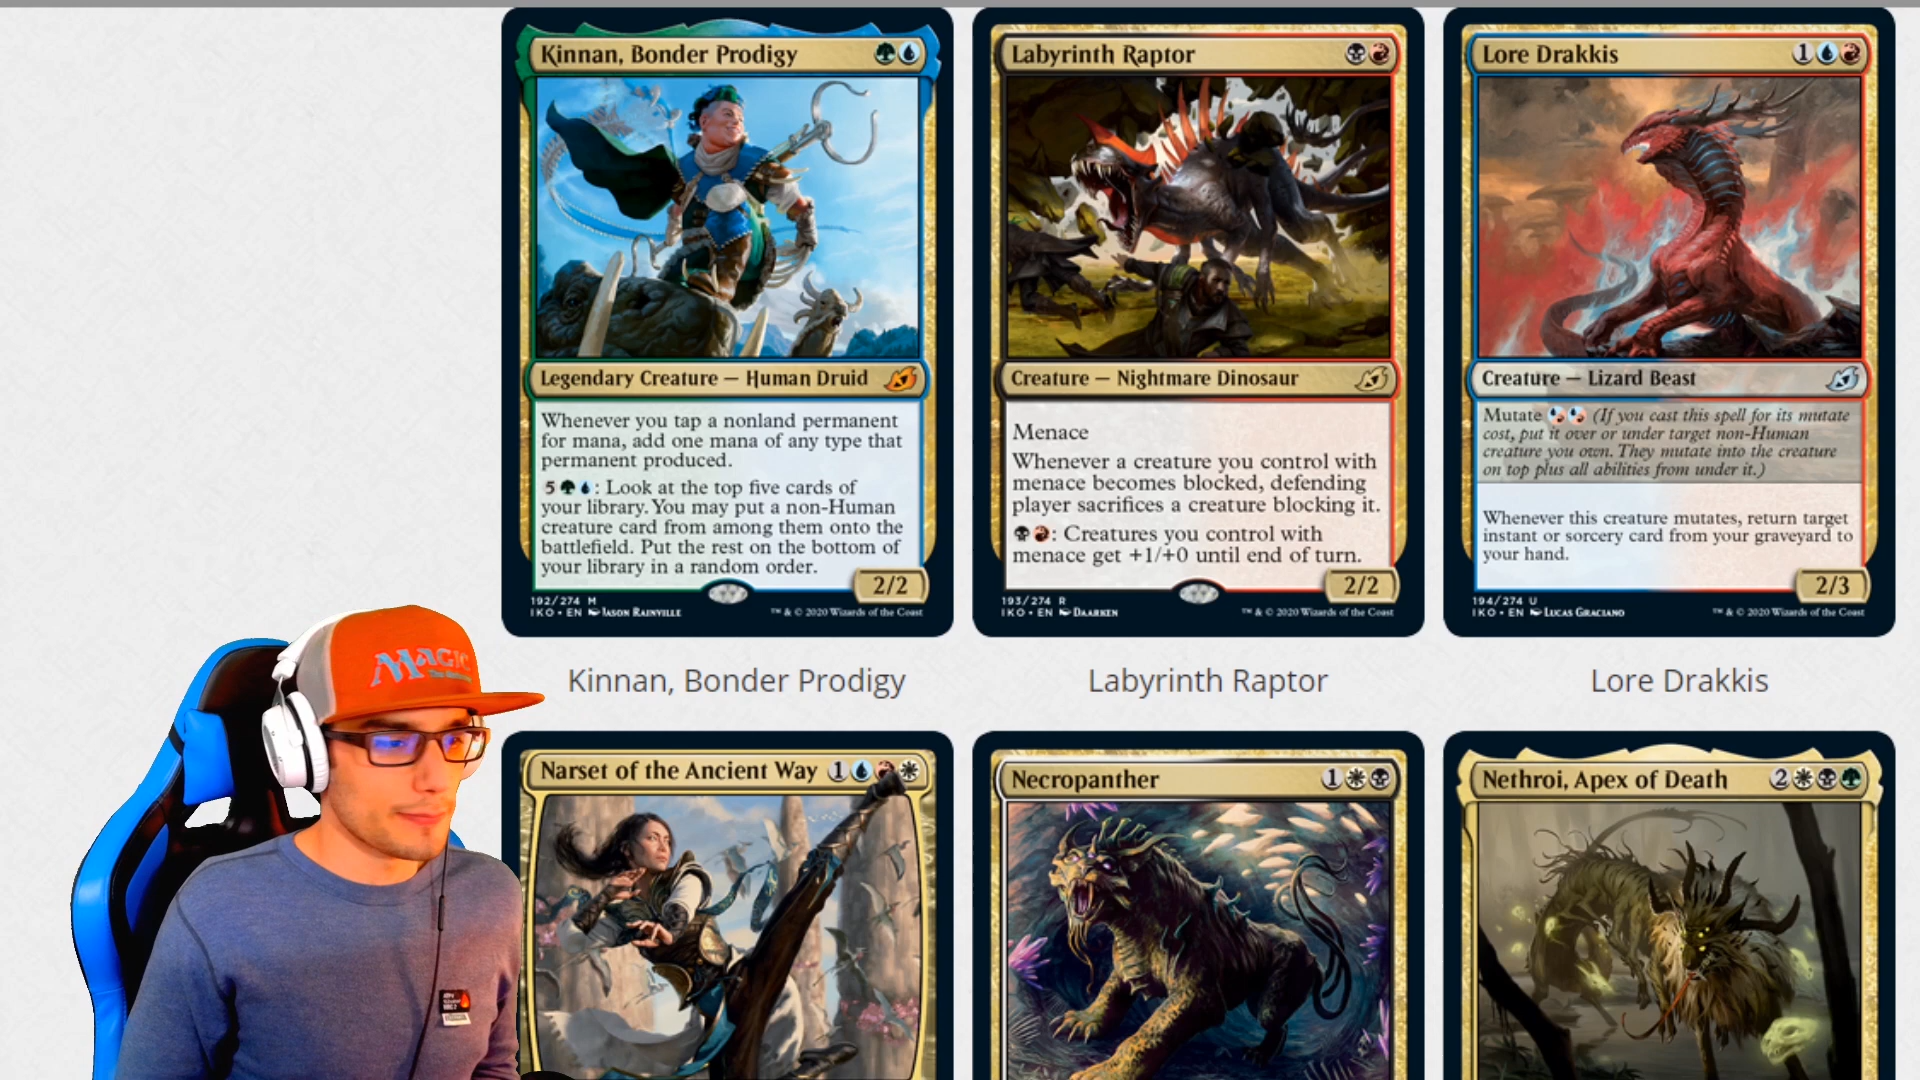 Kinnan, Bonder Prodigy
Legendary Creature — Human Druid
Whenever you tap a nonland permanent
for mana, add one mana of any type that
permanent produced.
5: Look at the top five cards of
your library. You may put a non-Human
creature card from among them onto the
battlefield. Put the rest on the bottom of
your library in a random order.
2/2
192/274 M
IKO • EN Jason Rainville
™ & © 2020 Wizards of the Coast
Kinnan, Bonder Prodigy
Labyrinth Raptor
Creature — Nightmare Dinosaur
Menace
Whenever a creature you control with
menace becomes blocked, defending
player sacrifices a creature blocking it.
: Creatures you control with
menace get +1/+0 until end of turn.
2/2
193/274 R
IKO • EN Daarken
™ & © 2020 Wizards of the Coast
Labyrinth Raptor
Lore Drakkis 1
Creature — Lizard Beast
Mutate (If you cast this spell for its mutate
cost, put it over or under target non-Human
creature you own. They mutate into the creature
on top plus all abilities from under it.)
Whenever this creature mutates, return target
instant or sorcery card from your graveyard to
your hand.
2/3
194/274 U
IKO • EN Lucas Graciano
™ & © 2020 Wizards of the Coast
Lore Drakkis
Magic
Narset of the Ancient Way 1
Necropanther 1
Nethroi, Apex of Death 2